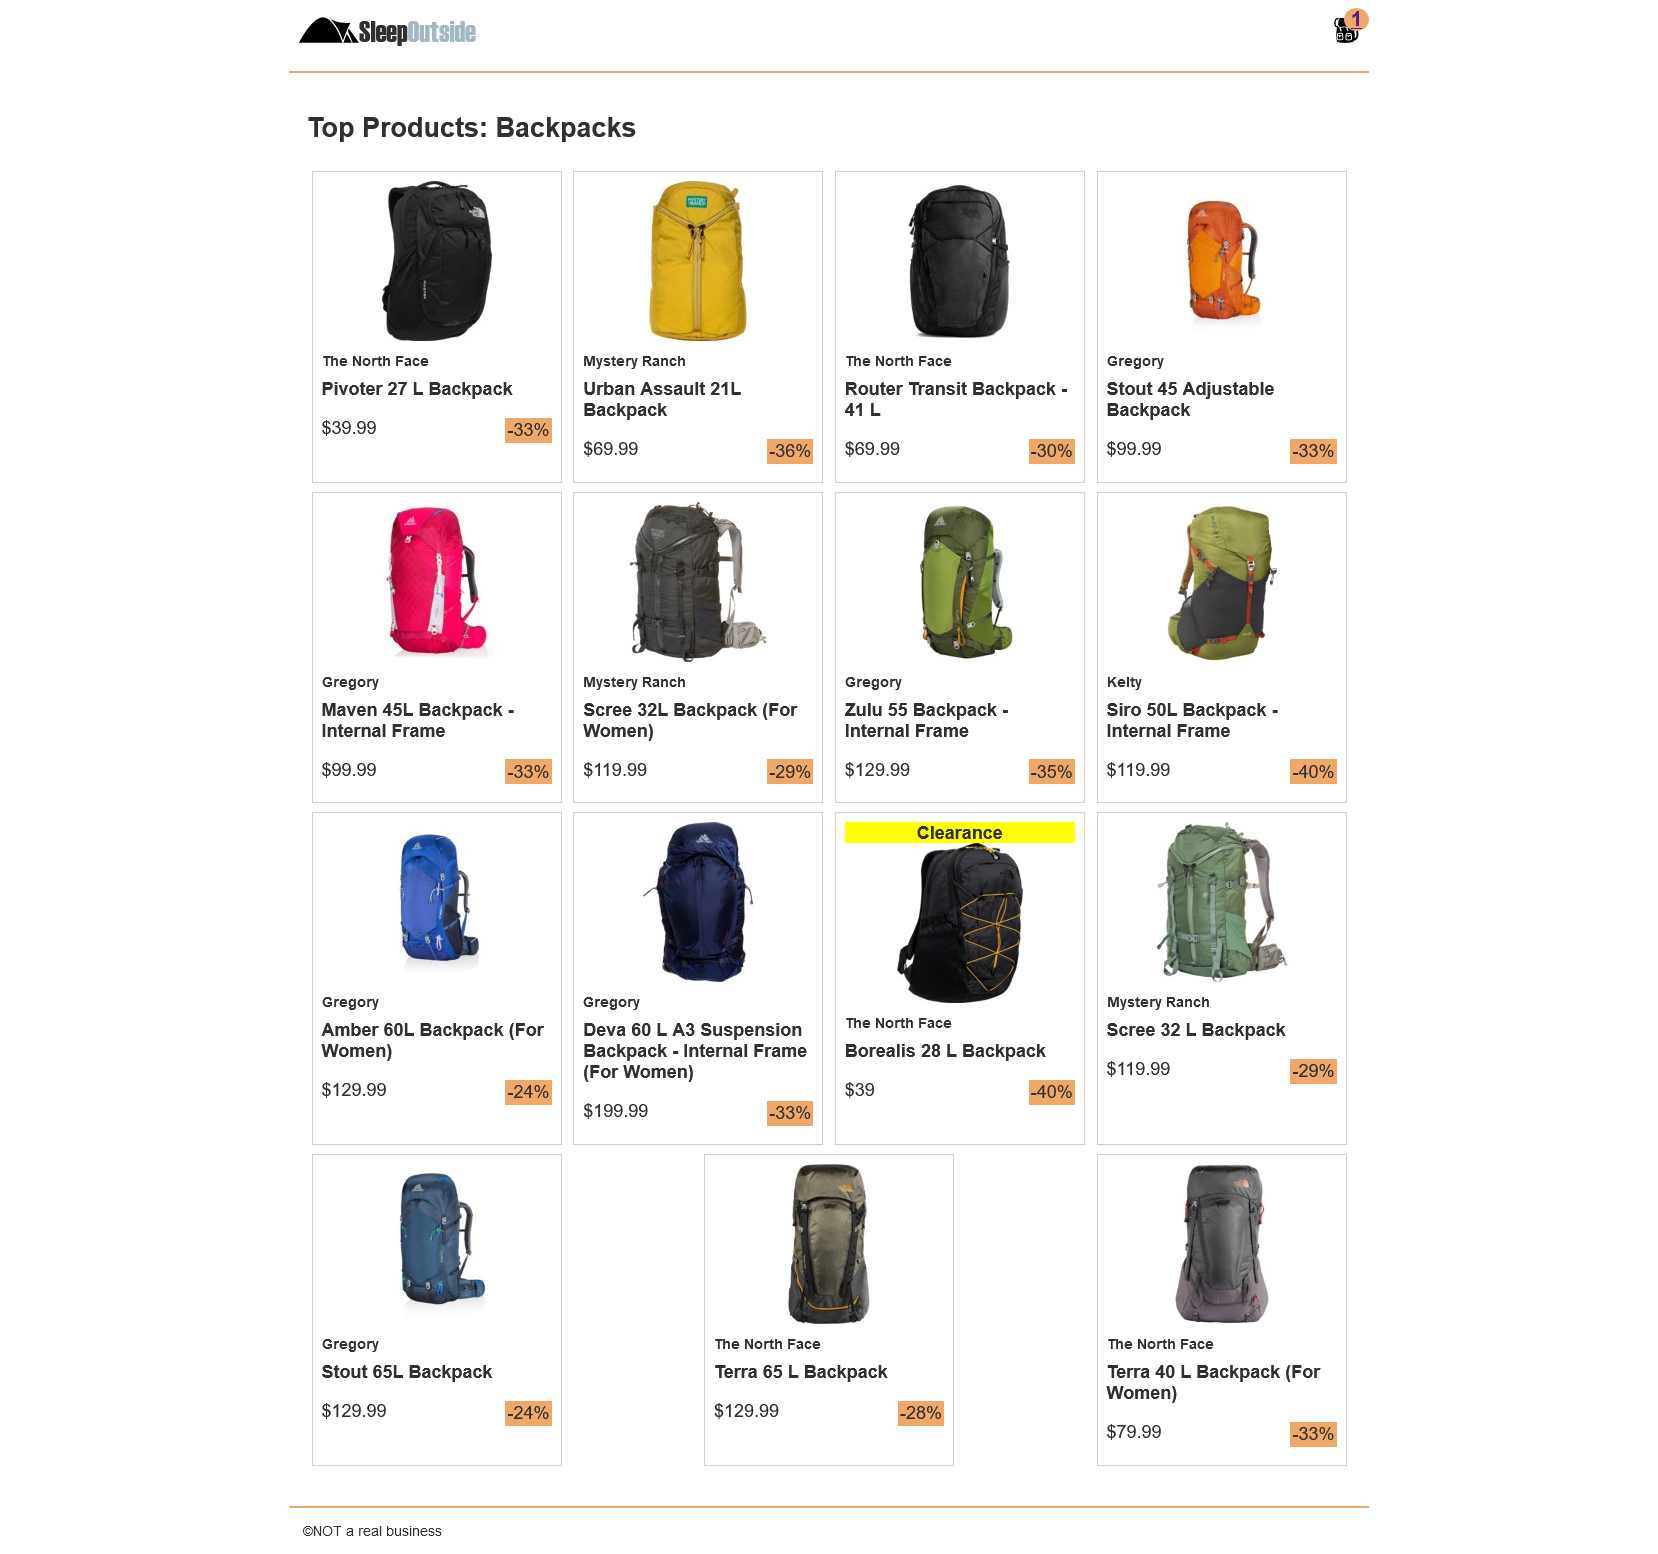 SleepOutside
1
Top Products: Backpacks
The North Face
Pivoter 27 L Backpack
$39.99
-33%
MYSTERY
RANCH
Mystery Ranch
Urban Assault 21L
Backpack
$69.99
-36%
The North Face
Router Transit Backpack -
41 L
$69.99
-30%
Gregory
Stout 45 Adjustable
Backpack
$99.99
-33%
Gregory
Maven 45L Backpack -
Internal Frame
$99.99
-33%
Mystery Ranch
Scree 32L Backpack (For
Women)
$119.99
-29%
Gregory
Zulu 55 Backpack -
Internal Frame
$129.99
-35%
Kelty
Siro 50L Backpack -
Internal Frame
$119.99
-40%
Gregory
Amber 60L Backpack (For
Women)
$129.99
-24%
Gregory
Deva 60 L A3 Suspension
Backpack - Internal Frame
(For Women)
$199.99
-33%
Clearance
The North Face
Borealis 28 L Backpack
$39
-40%
Mystery Ranch
Scree 32 L Backpack
$119.99
-29%
Gregory
Stout 65L Backpack
$129.99
-24%
The North Face
Terra 65 L Backpack
$129.99
-28%
The North Face
Terra 40 L Backpack (For
Women)
$79.99
-33%
©NOT a real business